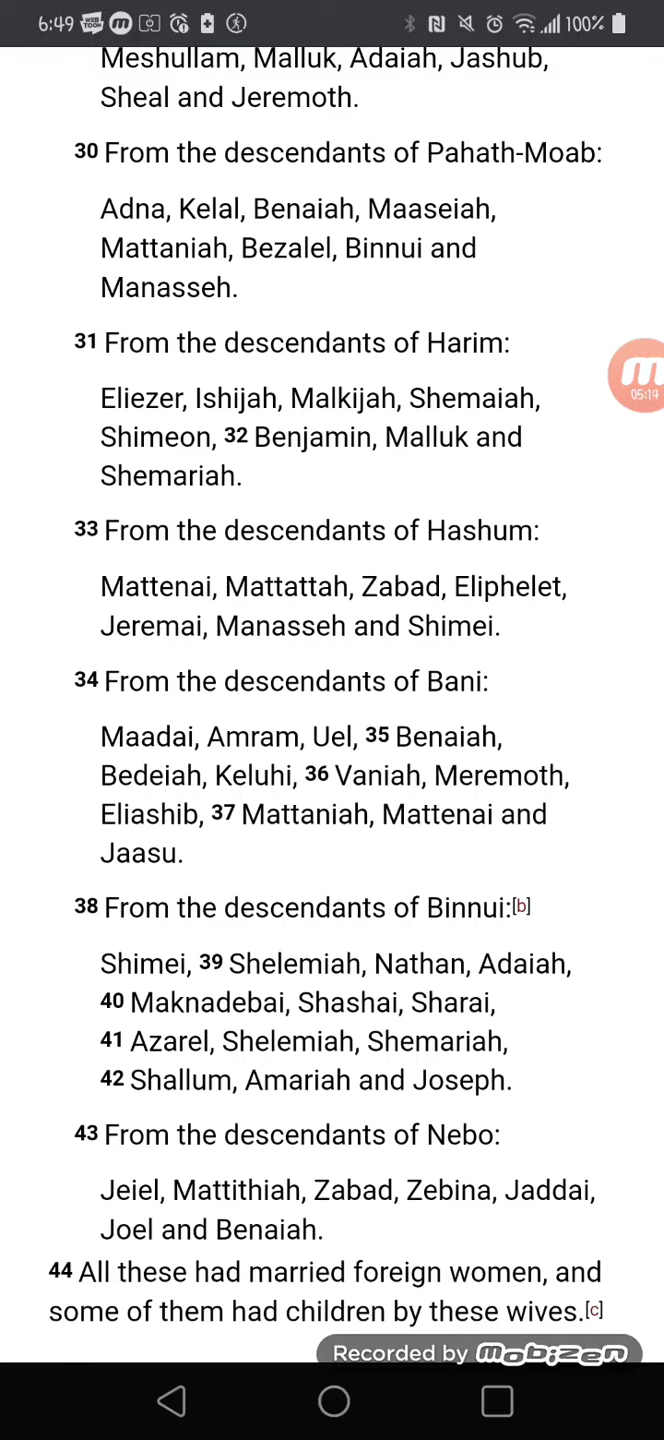 6:49 100%
Meshullam, Malluk, Adaiah, Jashub,
Sheal and Jeremoth.
30 From the descendants of Pahath-Moab:
Adna, Kelal, Benaiah, Maaseiah,
Mattaniah, Bezalel, Binnui and
Manasseh.
31 From the descendants of Harim:
Eliezer, Ishijah, Malkijah, Shemaiah,
Shimeon, 32 Benjamin, Malluk and
Shemariah.
33 From the descendants of Hashum:
Mattenai, Mattattah, Zabad, Eliphelet,
Jeremai, Manasseh and Shimei.
34 From the descendants of Bani:
Maadai, Amram, Uel, 35 Benaiah,
Bedeiah, Keluhi, 36 Vaniah, Meremoth,
Eliashib, 37 Mattaniah, Mattenai and
Jaasu.
38 From the descendants of Binnui:[b]
Shimei, 39 Shelemiah, Nathan, Adaiah,
40 Maknadebai, Shashai, Sharai,
41 Azarel, Shelemiah, Shemariah,
42 Shallum, Amariah and Joseph.
43 From the descendants of Nebo:
Jeiel, Mattithiah, Zabad, Zebina, Jaddai,
Joel and Benaiah.
44 All these had married foreign women, and
some of them had children by these wives.[c]
m
05:14
Recorded by mobizen